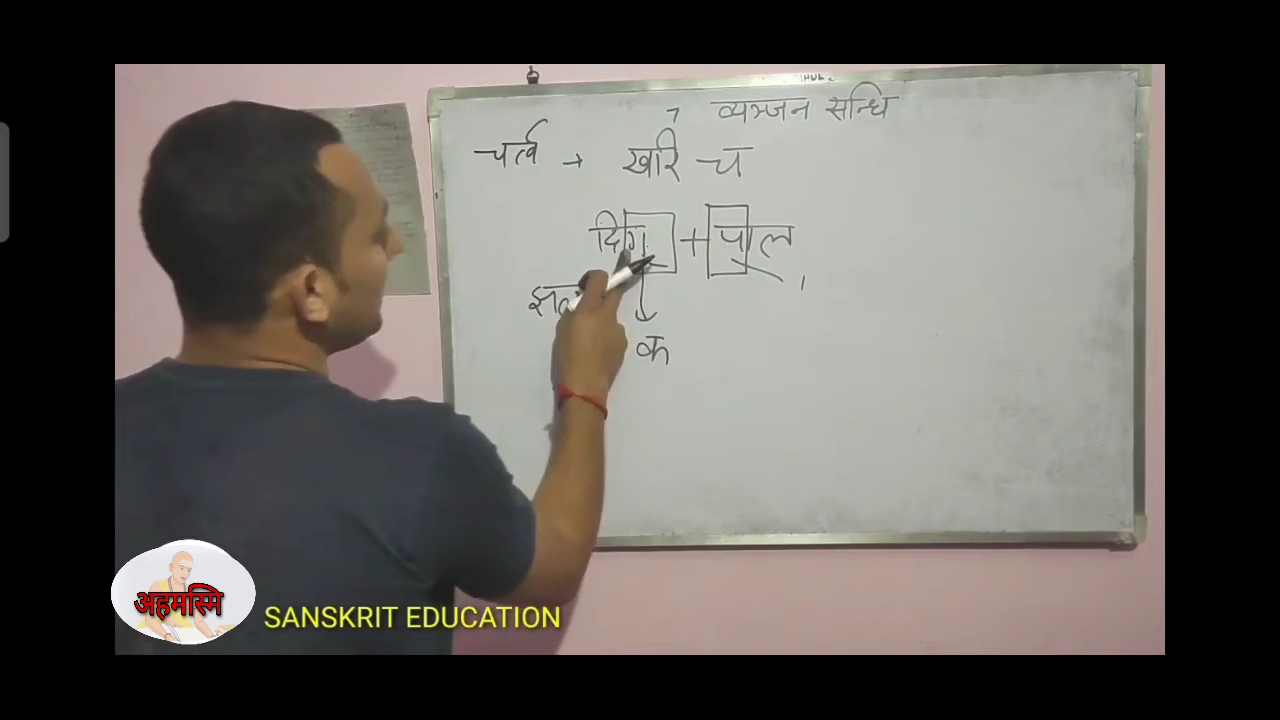 व्यञ्जन सन्धि
चर्त्व → खरि च
दिग् + पाल
क
अहमस्मि
SANSKRIT EDUCATION